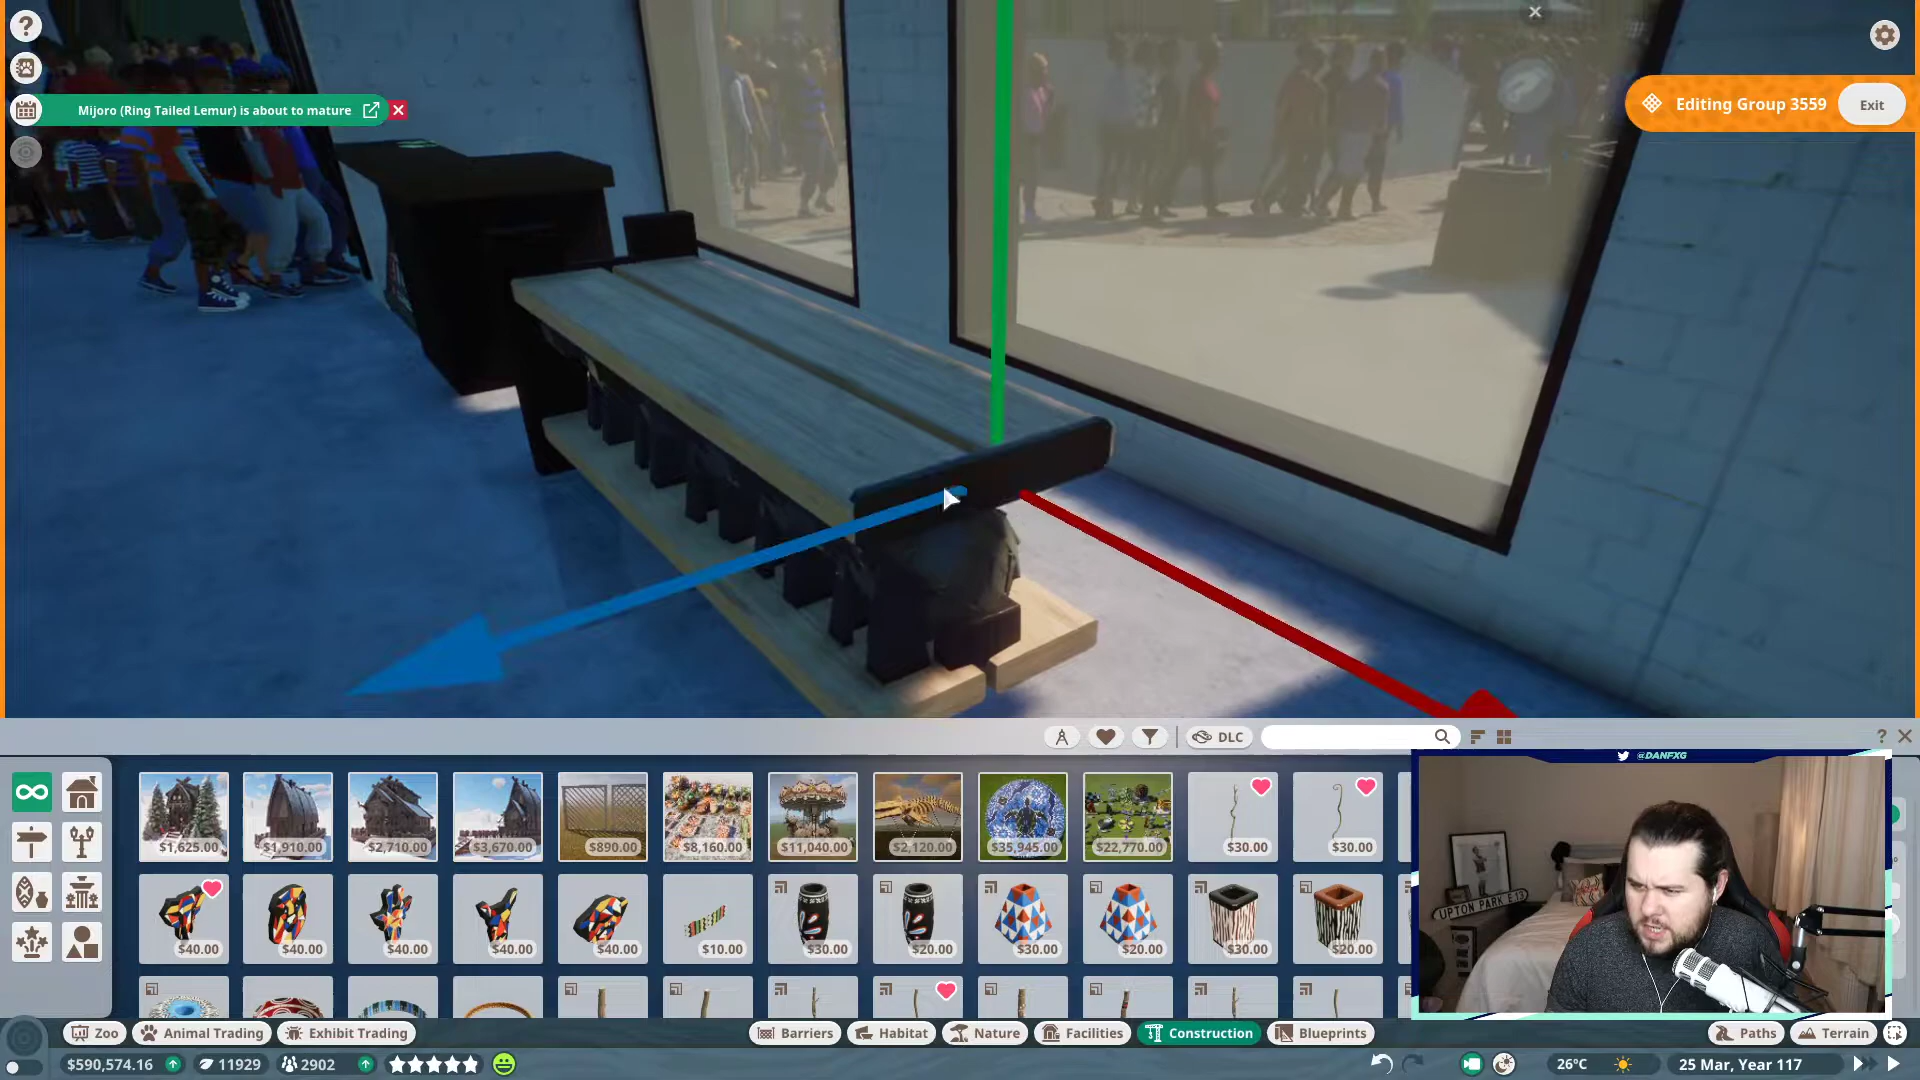 ?
Mijoro (Ring Tailed Lemur) is about to mature
Editing Group 3559
Exit
DLC
?
@DANFXG
$1,625.00
$1,910.00
$2,710.00
$3,670.00
$890.00
$8,160.00
$11,040.00
$2,120.00
$35,945.00
$22,770.00
$30.00
$30.00
$40.00
$40.00
$40.00
$40.00
$40.00
$10.00
$30.00
$20.00
$30.00
$20.00
$30.00
$20.00
UPTON PARK E.13
Zoo
Animal Trading
Exhibit Trading
Barriers
Habitat
Nature
Facilities
Construction
Blueprints
Paths
Terrain
$590,574.16
11929
2902
26°C
25 Mar, Year 117